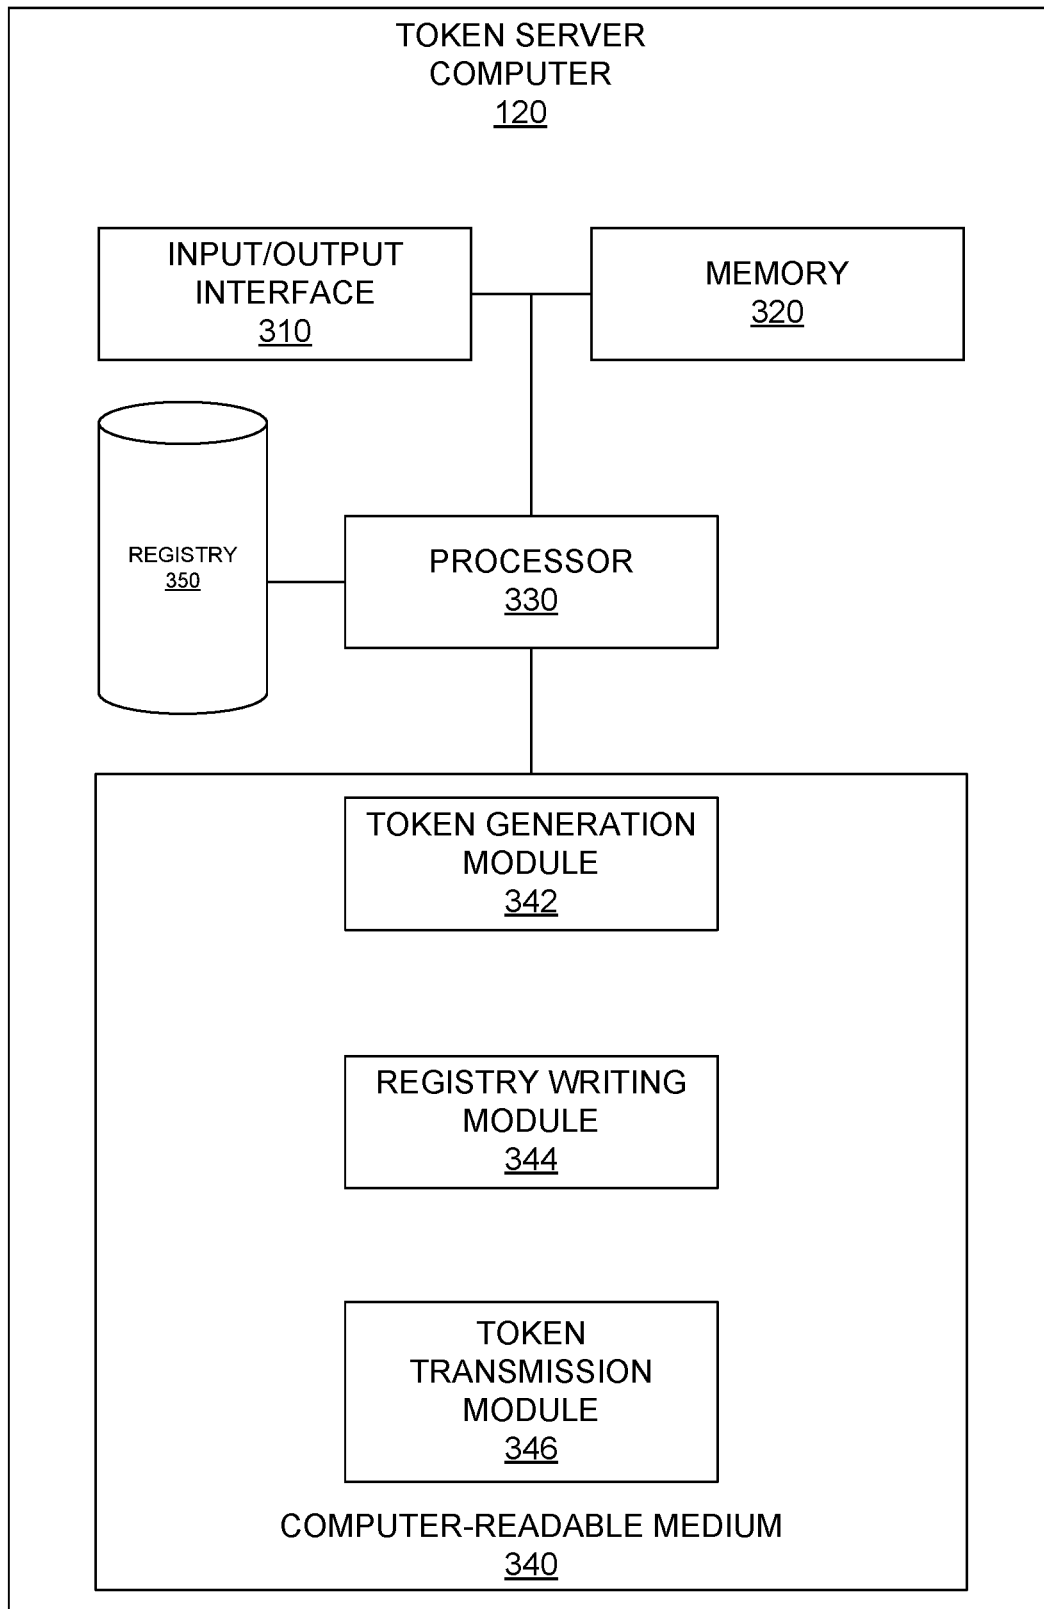 TOKEN SERVER
COMPUTER
120
INPUT/OUTPUT
INTERFACE
310
MEMORY
320
REGISTRY
350
PROCESSOR
330
TOKEN GENERATION
MODULE
342
REGISTRY WRITING
MODULE
344
TOKEN
TRANSMISSION
MODULE
346
COMPUTER-READABLE MEDIUM
340